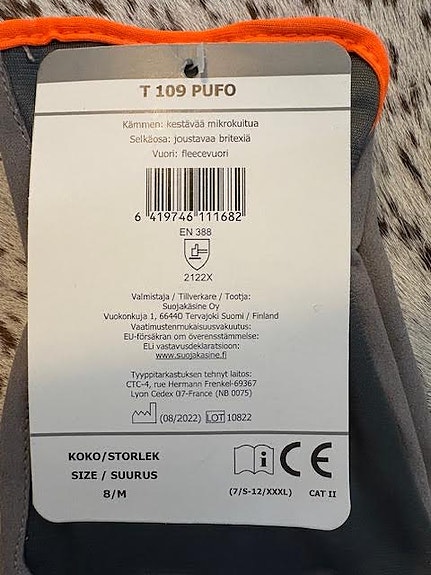 T 109 PUFO
Kämmen: kestävää mikrokuitua
Selkäosa: joustavaa britexiä
Vuori: fleecevuori
6 419746 111682
EN 388
2122X
Valmistaja / Tillverkare / Tootja:
Suojakäsine Oy
Vuokonkuja 1, 66440 Tervajoki Suomi / Finland
Vaatimustenmukaisuusvakuutus:
EU-försäkran om överensstämmelse:
ELi vastavusdeklaratsioon:
www.suojakasine.fi
Tyyppitarkastuksen tehnyt laitos:
CTC-4, rue Hermann Frenkel-69367
Lyon Cedex 07-France (NB 0075)
(08/2022) LOT 10822
KOKO/STORLEK
SIZE / SUURUS
8/M
i CE
(7/S-12/XXXL) CAT II